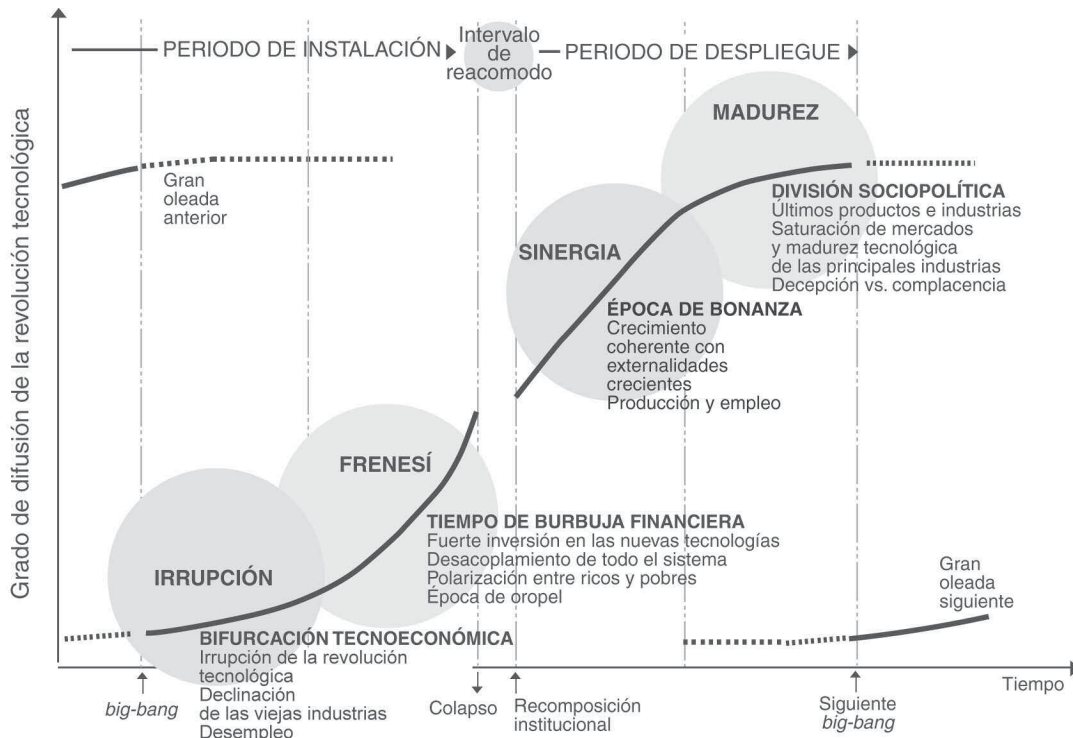 Grado de difusión de la revolución tecnológica
PERIODO DE INSTALACIÓN
Intervalo
de
reacomodo
PERIODO DE DESPLIEGUE
Gran
oleada
anterior
MADUREZ
DIVISIÓN SOCIOPOLÍTICA
Últimos productos e industrias
Saturación de mercados
y madurez tecnológica
de las principales industrias
Decepción vs. complacencia
SINERGIA
ÉPOCA DE BONANZA
Crecimiento
coherente con
externalidades
crecientes
Producción y empleo
FRENESÍ
TIEMPO DE BURBUJA FINANCIERA
Fuerte inversión en las nuevas tecnologías
Desacoplamiento de todo el sistema
Polarización entre ricos y pobres
Época de oropel
IRRUPCIÓN
BIFURCACIÓN TECNOECONÓMICA
Irrupción de la revolución
tecnológica
Declinación
de las viejas industrias
Desempleo
Gran
oleada
siguiente
big-bang
Colapso
Recomposición
institucional
Siguiente
big-bang
Tiempo